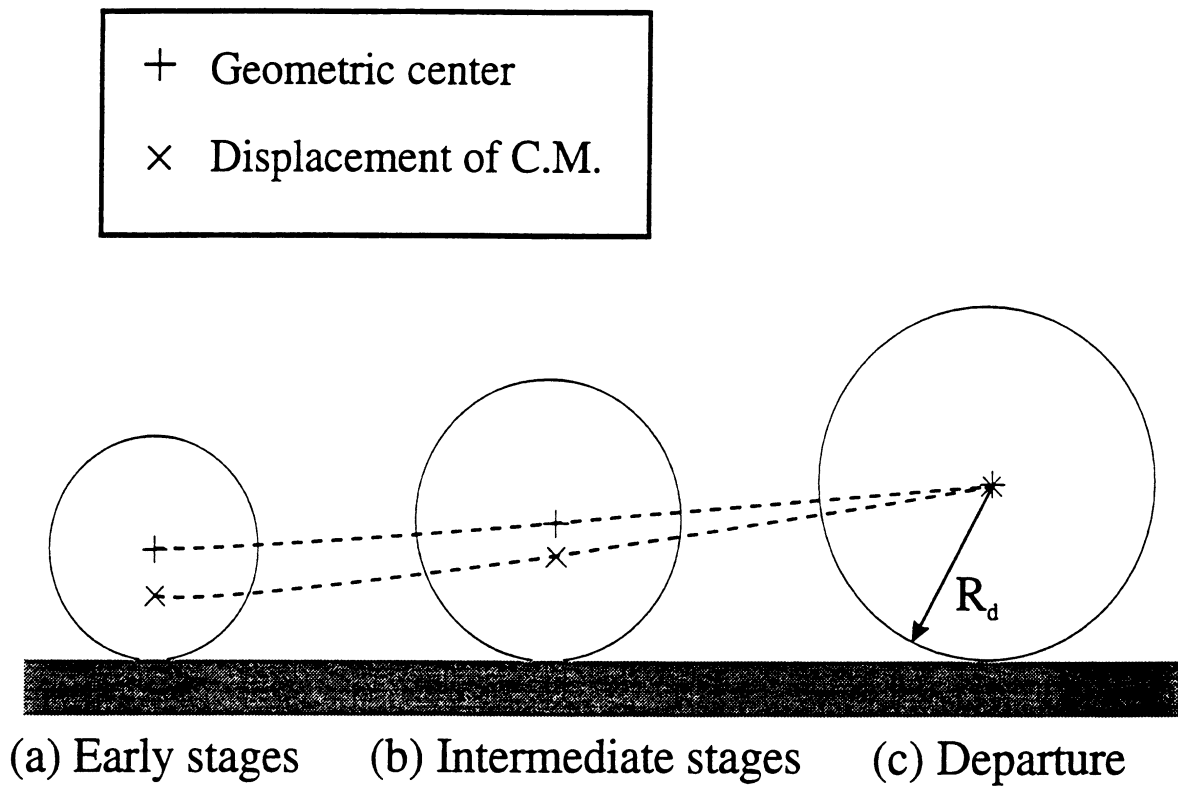 + Geometric center
× Displacement of C.M.
R_d
(a) Early stages (b) Intermediate stages (c) Departure